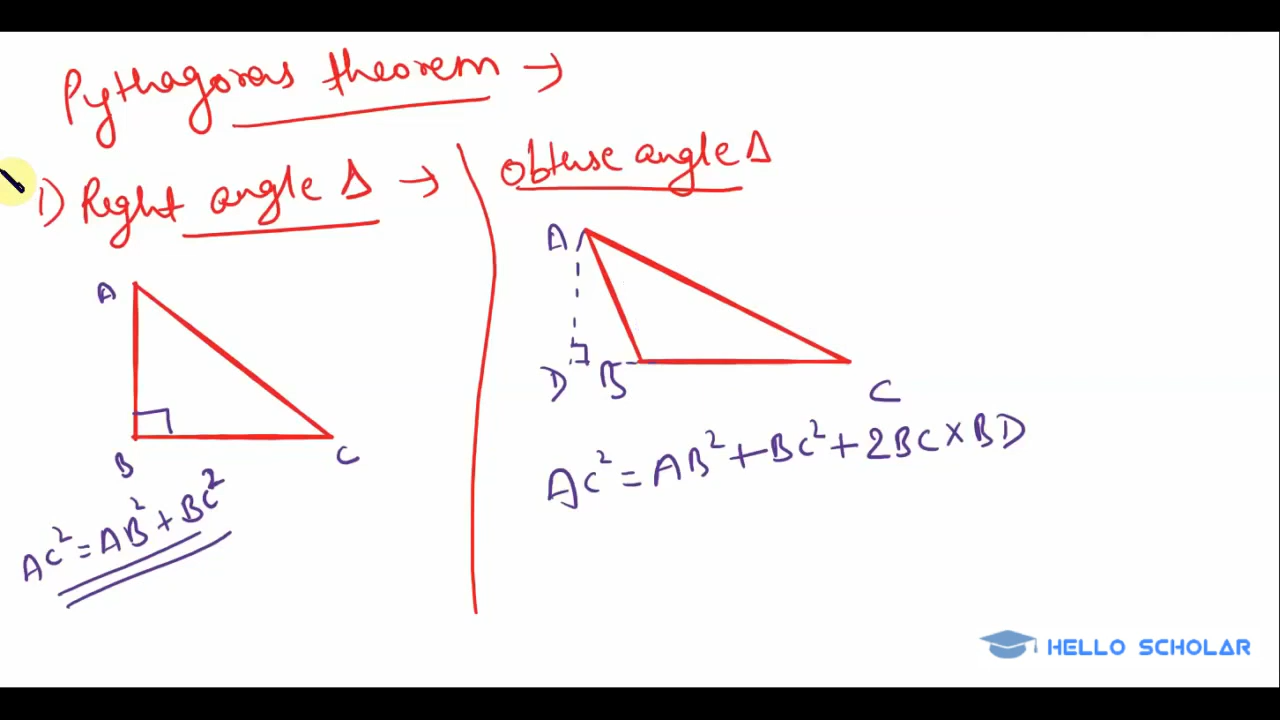 Pythagoras theorem →
1) Right angle Δ →
A
B
C
AC² = AB² + BC²
Obtuse angle Δ
A
D
B
C
AC² = AB² + BC² + 2BC × BD
HELLO SCHOLAR